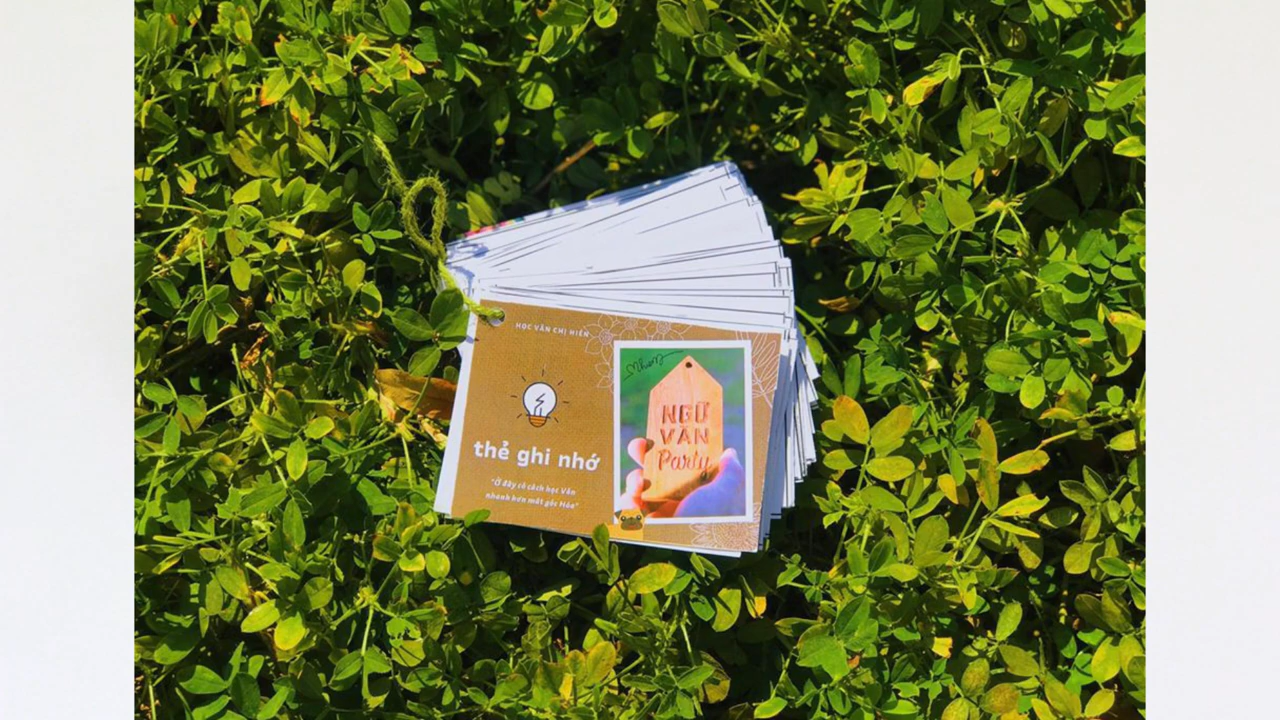 HỌC VĂN CHỊ HIÊN
thẻ ghi nhớ
"Ở đây có cách học Văn
nhanh hơn mất gốc Hóa"
NGỮ
VĂN
Party